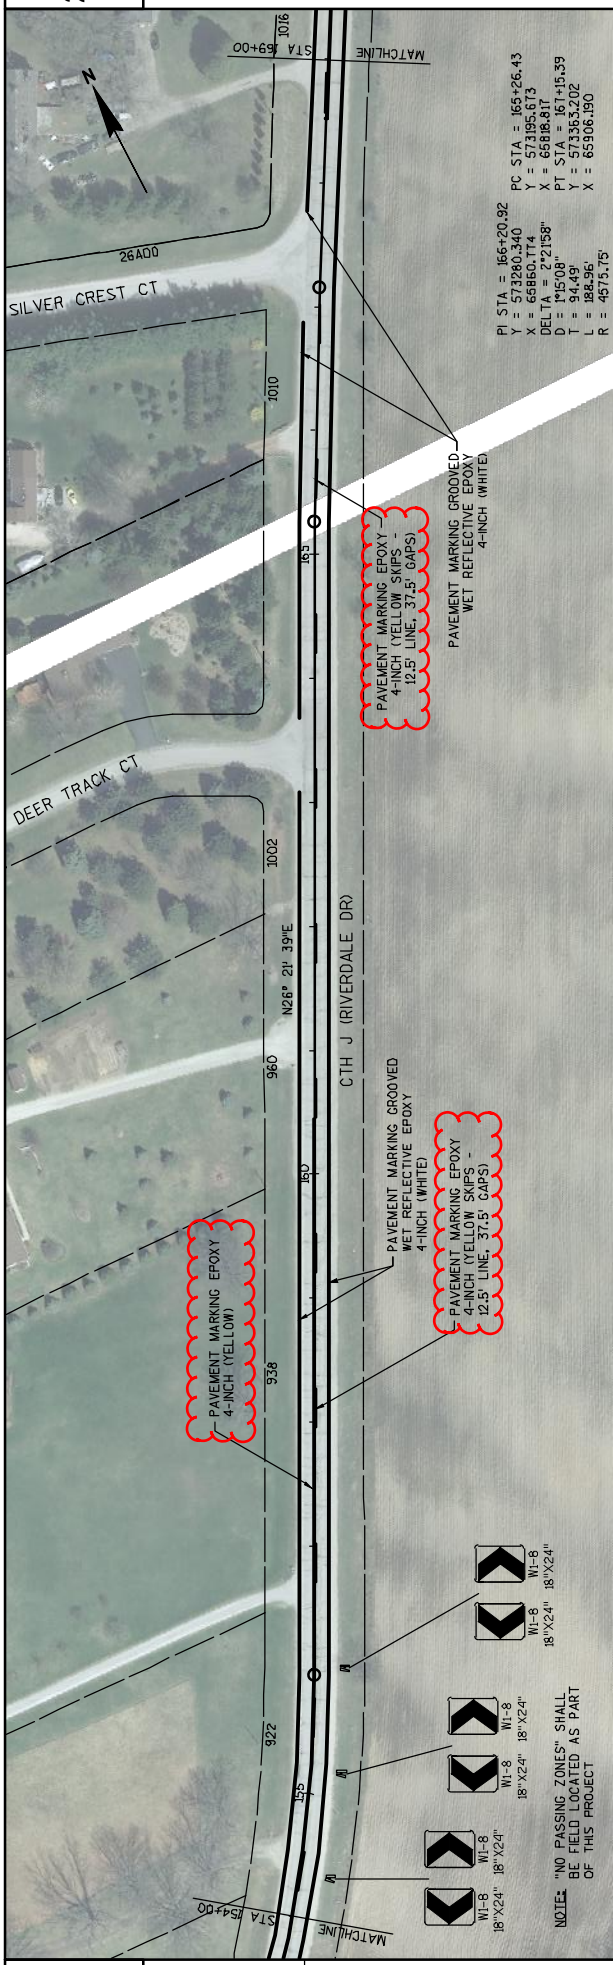 STA 169+00
MATCHLINE
1016
N
26A00
SILVER CREST CT
1010
PI STA = 166+20.92
Y = 573280.340
X = 65860.774
DELTA = 2°21'58"
D = 1°15'08"
T = 94.49'
L = 188.96'
R = 4575.75'
PC STA = 165+26.43
Y = 573195.673
X = 65818.817
PT STA = 167+15.39
Y = 573363.202
X = 65906.190
PAVEMENT MARKING GROOVED
WET REFLECTIVE EPOXY
4-INCH (WHITE)
165
PAVEMENT MARKING EPOXY
4-INCH (YELLOW SKIPS -
12.5' LINE, 37.5' GAPS)
DEER TRACK CT
1002
N26° 21' 39"E
CTH J (RIVERDALE DR)
960
160
PAVEMENT MARKING GROOVED
WET REFLECTIVE EPOXY
4-INCH (WHITE)
PAVEMENT MARKING EPOXY
4-INCH (YELLOW SKIPS -
12.5' LINE, 37.5' GAPS)
PAVEMENT MARKING EPOXY
4-INCH (YELLOW)
938
922
155
W1-8
18"X24"
W1-8
18"X24"
W1-8
18"X24"
W1-8
18"X24"
W1-8
18"X24"
W1-8
18"X24"
STA 154+00
MATCHLINE
NOTE: "NO PASSING ZONES" SHALL
BE FIELD LOCATED AS PART
OF THIS PROJECT